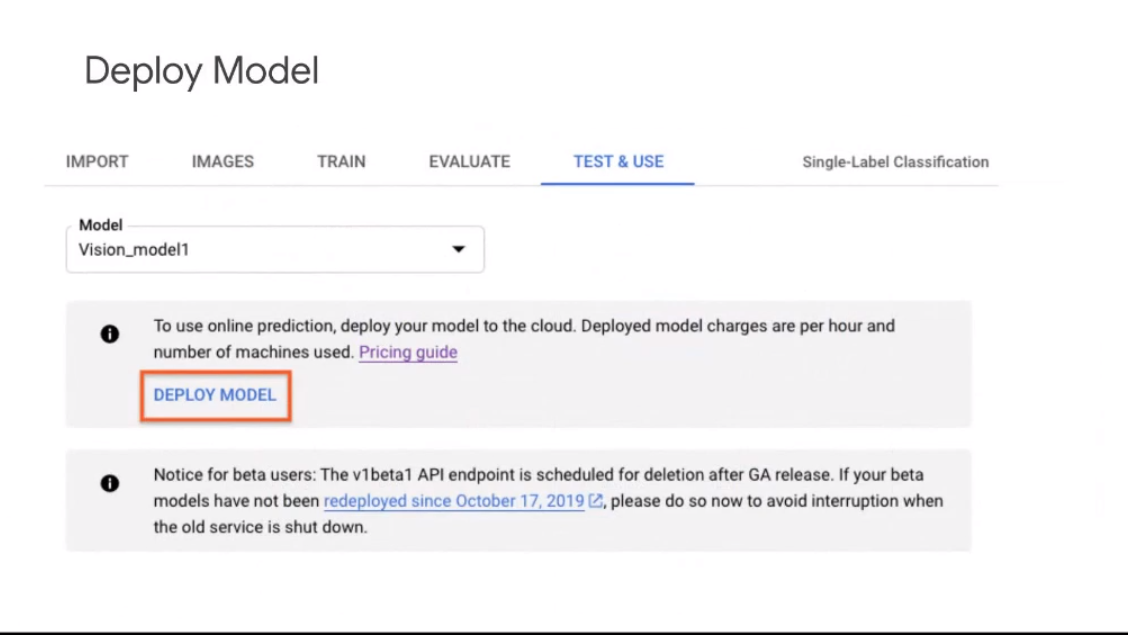 Deploy Model
IMPORT IMAGES TRAIN EVALUATE TEST & USE Single-Label Classification
Model
Vision_model1
To use online prediction, deploy your model to the cloud. Deployed model charges are per hour and
number of machines used. Pricing guide
DEPLOY MODEL
Notice for beta users: The v1beta1 API endpoint is scheduled for deletion after GA release. If your beta
models have not been redeployed since October 17, 2019, please do so now to avoid interruption when
the old service is shut down.